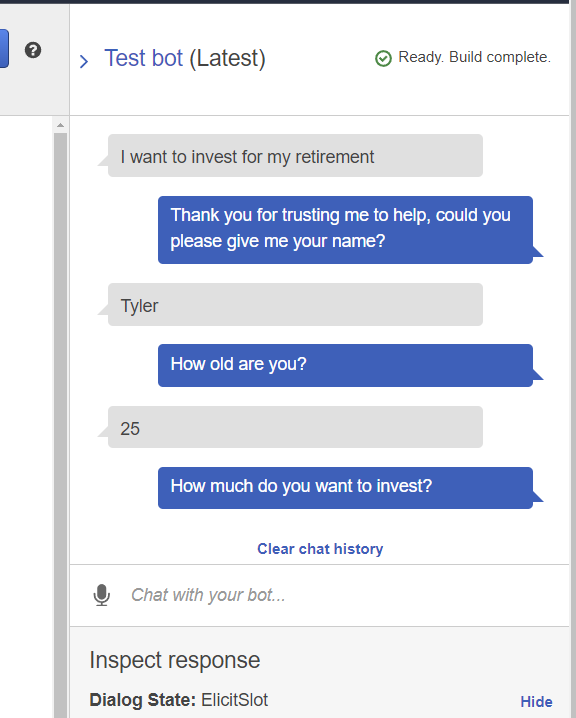 ?
Test bot (Latest)
Ready. Build complete.
I want to invest for my retirement
Thank you for trusting me to help, could you
please give me your name?
Tyler
How old are you?
25
How much do you want to invest?
Clear chat history
Chat with your bot...
Inspect response
Dialog State: ElicitSlot
Hide